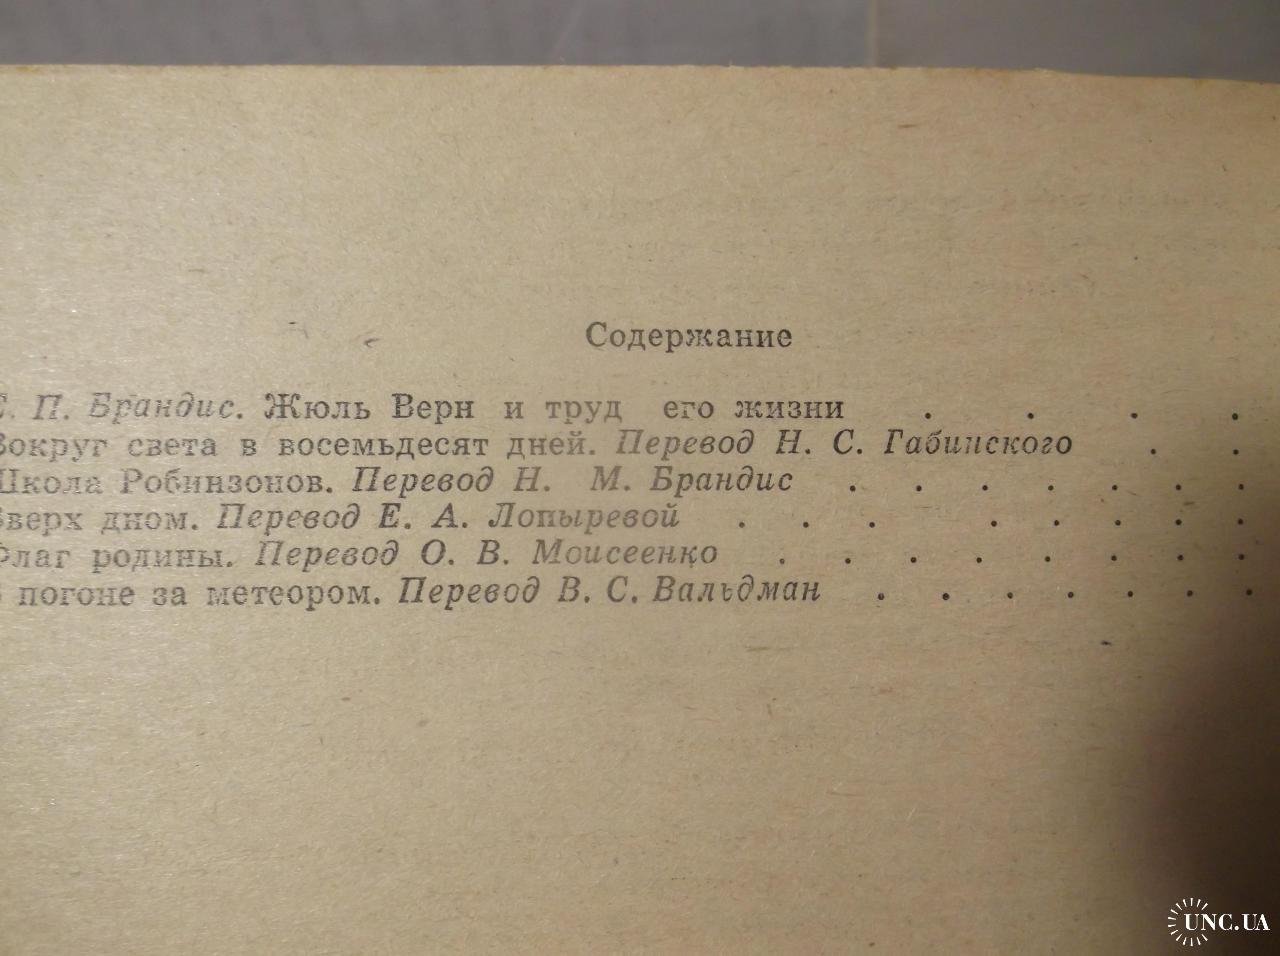 Содержание
П. Брандис. Жюль Верн и труд его жизни . . . .
Вокруг света в восемьдесят дней. Перевод Н. С. Габинского . .
Школа Робинзонов. Перевод Н. М. Брандис . . . . . . .
Вверх дном. Перевод Е. А. Лопыревой . . . . . . . .
Флаг родины. Перевод О. В. Моисеенко . . . . . . . .
погоне за метеором. Перевод В. С. Вальдман . . . . . . .
UNC.UA